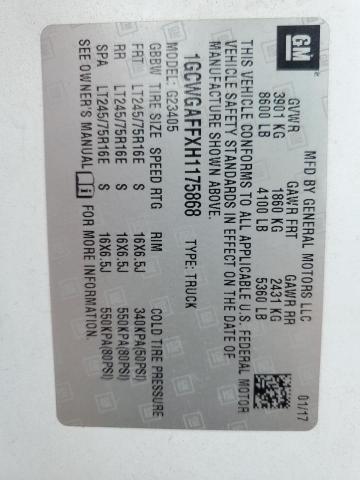 GM
MFD BY GENERAL MOTORS LLC
01/17
GVWR GAWR FRT GAWR RR
3901 KG 1860 KG 2431 KG
8600 LB 4100 LB 5360 LB
THIS VEHICLE CONFORMS TO ALL APPLICABLE U.S. FEDERAL MOTOR
VEHICLE SAFETY STANDARDS IN EFFECT ON THE DATE OF
MANUFACTURE SHOWN ABOVE.
1GCWGAFFXH1175868 TYPE: TRUCK
MODEL: G23405
GBBW TIRE SIZE SPEED RTG RIM COLD TIRE PRESSURE
FRT LT245/75R16E S 16X6.5J 340KPA(50PSI)
RR LT245/75R16E S 16X6.5J 550KPA(80PSI)
SPA LT245/75R16E S 16X6.5J 550KPA(80PSI)
SEE OWNER'S MANUAL i FOR MORE INFORMATION.